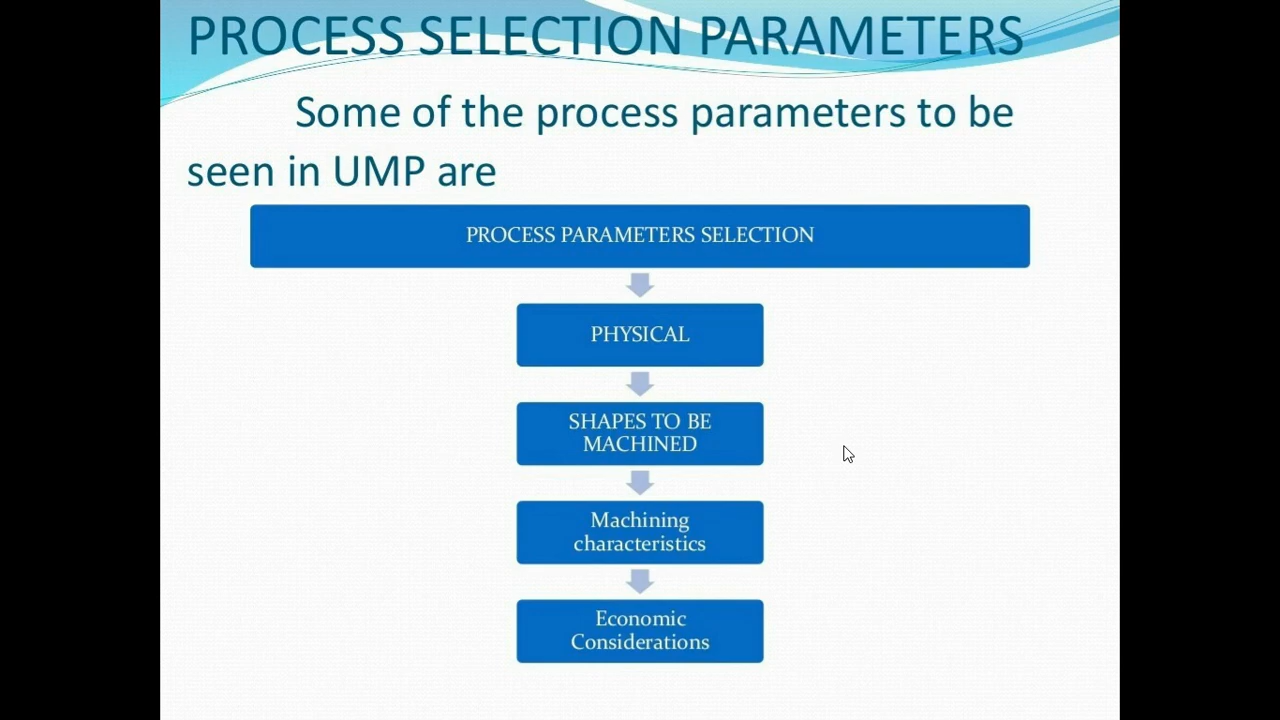 PROCESS SELECTION PARAMETERS
Some of the process parameters to be
seen in UMP are
PROCESS PARAMETERS SELECTION
PHYSICAL
SHAPES TO BE
MACHINED
Machining
characteristics
Economic
Considerations